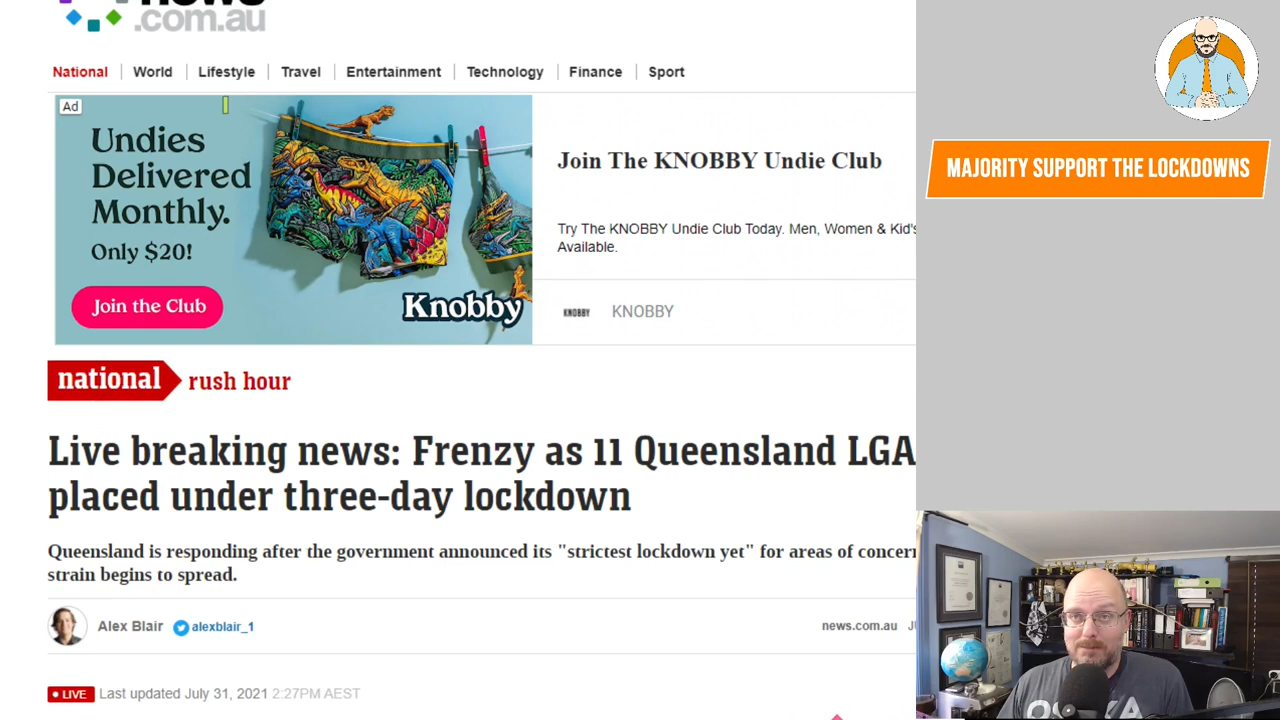 news
.com.au
National
World
Lifestyle
Travel
Entertainment
Technology
Finance
Sport
Ad
Undies
Delivered
Monthly.
Only $20!
Join the Club
Knobby
Join The KNOBBY Undie Club
Try The KNOBBY Undie Club Today. Men, Women & Kid's
Available.
KNOBBY
KNOBBY
MAJORITY SUPPORT THE LOCKDOWNS
national rush hour
Live breaking news: Frenzy as 11 Queensland LGA
placed under three-day lockdown
Queensland is responding after the government announced its "strictest lockdown yet" for areas of concern
strain begins to spread.
Alex Blair alexblair_1
news.com.au
LIVE Last updated July 31, 2021 2:27PM AEST